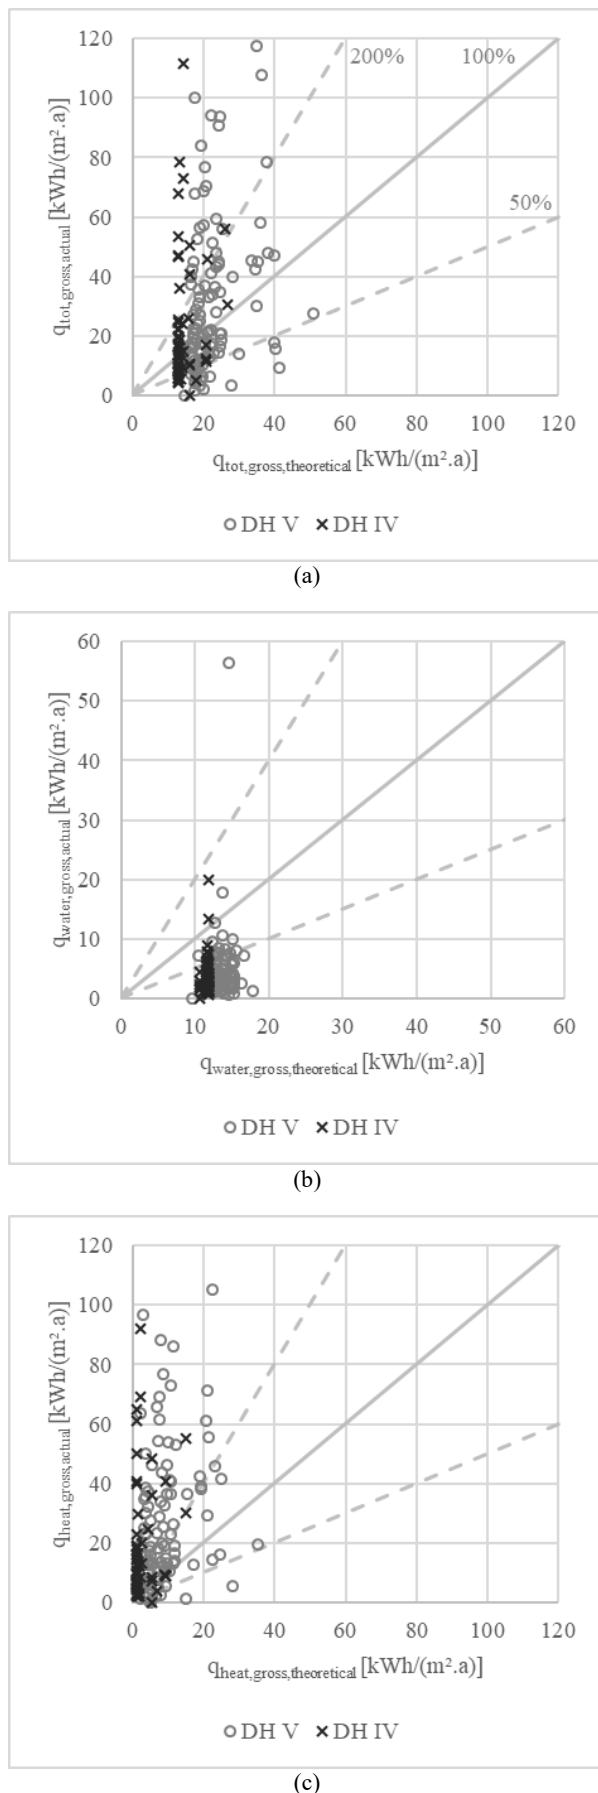 120
200%
100%
100
80
60
50%
40
20
0
0 20 40 60 80 100 120
q_tot,gross,actual [kWh/(m².a)]
q_tot,gross,theoretical [kWh/(m².a)]
DH V DH IV
(a)
60
50
40
30
20
10
0
0 10 20 30 40 50 60
q_water,gross,actual [kWh/(m².a)]
q_water,gross,theoretical [kWh/(m².a)]
DH V DH IV
(b)
120
100
80
60
40
20
0
0 20 40 60 80 100 120
q_heat,gross,actual [kWh/(m².a)]
q_heat,gross,theoretical [kWh/(m².a)]
DH V DH IV
(c)